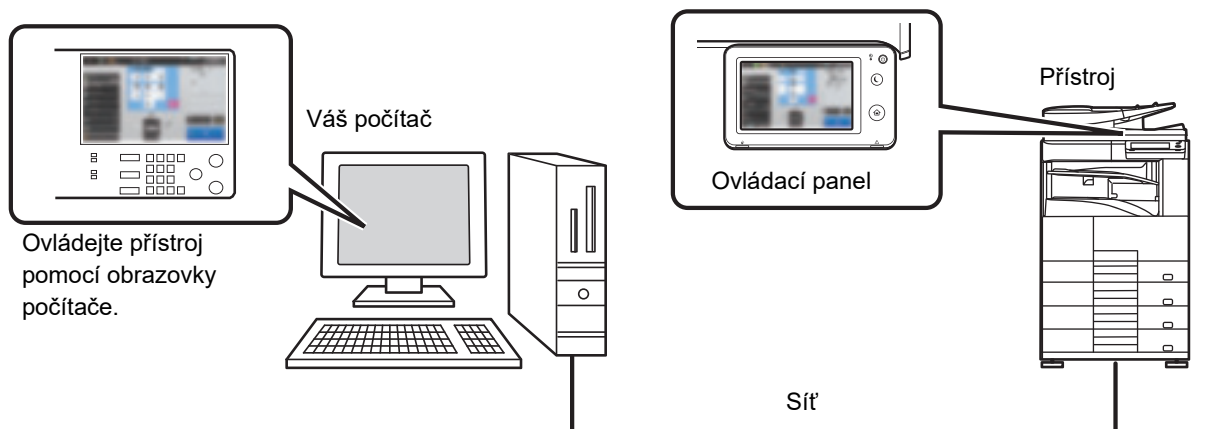 Váš počítač
Ovládejte přístroj
pomocí obrazovky
počítače.
Přístroj
Ovládací panel
Síť